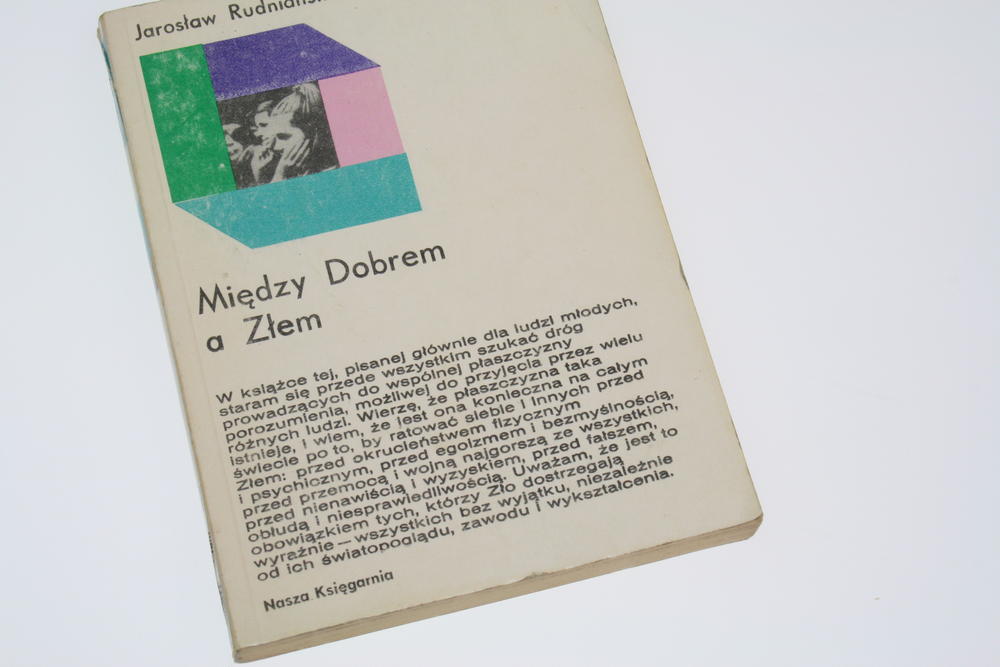 Jarosław
Między Dobrem
a Złem
W książce tej, pisanej głównie dla ludzi młodych,
staram się przede wszystkim szukać dróg
prowadzących do wspólnej płaszczyzny
porozumienia, możliwej do przyjęcia przez wielu
różnych ludzi. Wierzę, że płaszczyzna taka
istnieje, i wiem, że jest ona konieczna na całym
świecie po to, by ratować siebie i innych przed
Złem: przed okrucieństwem fizycznym
i psychicznym, przed egoizmem i bezmyślnością,
przed przemocą i wojną najgorszą ze wszystkich,
przed nienawiścią i wyzyskiem, przed fałszem,
obłudą i niesprawiedliwością. Uważam, że jest to
obowiązkiem tych, którzy Zło dostrzegają
wyraźnie — wszystkich bez wyjątku, niezależnie
od ich światopoglądu, zawodu i wykształcenia.
Nasza Księgarnia